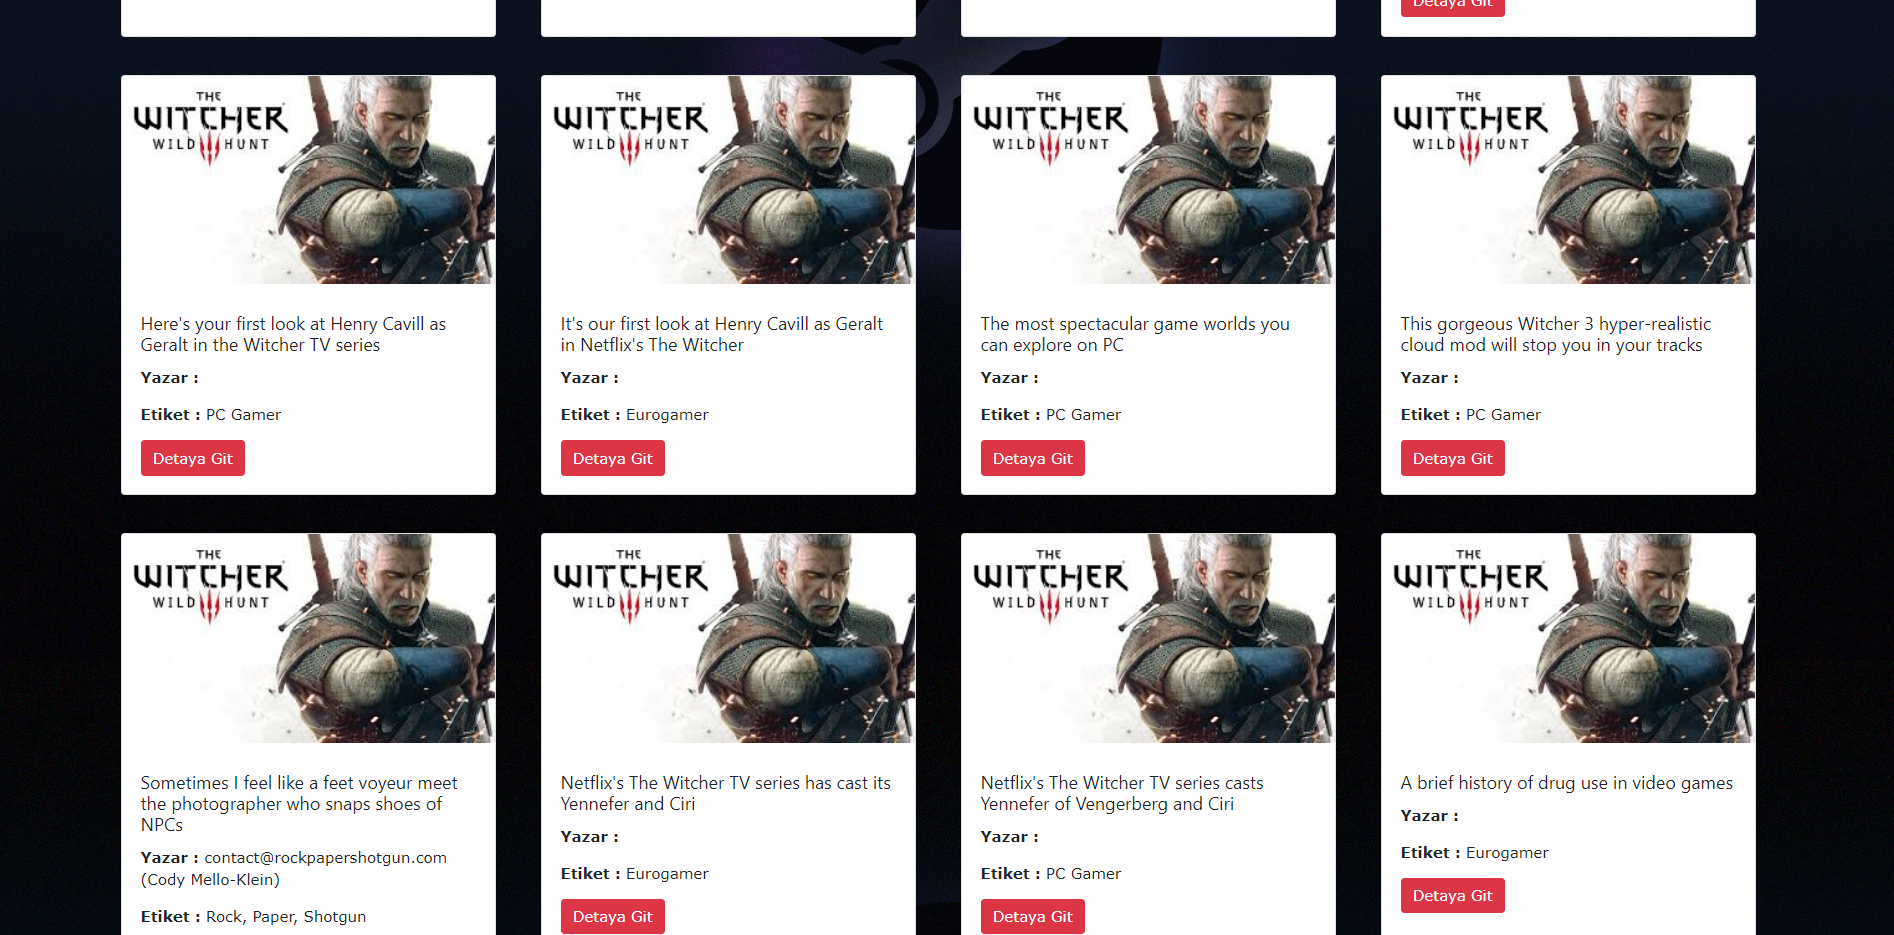 Detaya Git
THE
WITCHER
WILD HUNT
THE
WITCHER
WILD HUNT
THE
WITCHER
WILD HUNT
THE
WITCHER
WILD HUNT
Here's your first look at Henry Cavill as
Geralt in the Witcher TV series
Yazar :
Etiket : PC Gamer
Detaya Git
It's our first look at Henry Cavill as Geralt
in Netflix's The Witcher
Yazar :
Etiket : Eurogamer
Detaya Git
The most spectacular game worlds you
can explore on PC
Yazar :
Etiket : PC Gamer
Detaya Git
This gorgeous Witcher 3 hyper-realistic
cloud mod will stop you in your tracks
Yazar :
Etiket : PC Gamer
Detaya Git
THE
WITCHER
WILD HUNT
THE
WITCHER
WILD HUNT
THE
WITCHER
WILD HUNT
THE
WITCHER
WILD HUNT
Sometimes I feel like a feet voyeur meet
the photographer who snaps shoes of
NPCs
Yazar : contact@rockpapershotgun.com
(Cody Mello-Klein)
Etiket : Rock, Paper, Shotgun
Netflix's The Witcher TV series has cast its
Yennefer and Ciri
Yazar :
Etiket : Eurogamer
Detaya Git
Netflix's The Witcher TV series casts
Yennefer of Vengerberg and Ciri
Yazar :
Etiket : PC Gamer
Detaya Git
A brief history of drug use in video games
Yazar :
Etiket : Eurogamer
Detaya Git